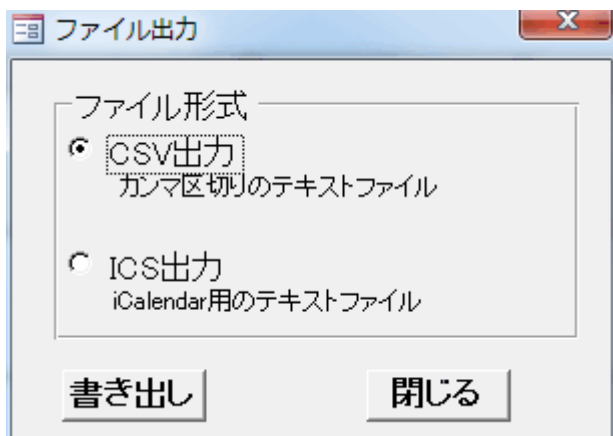 ファイル出力
ファイル形式
CSV出力
カンマ区切りのテキストファイル
ICS出力
iCalendar用のテキストファイル
書き出し 閉じる